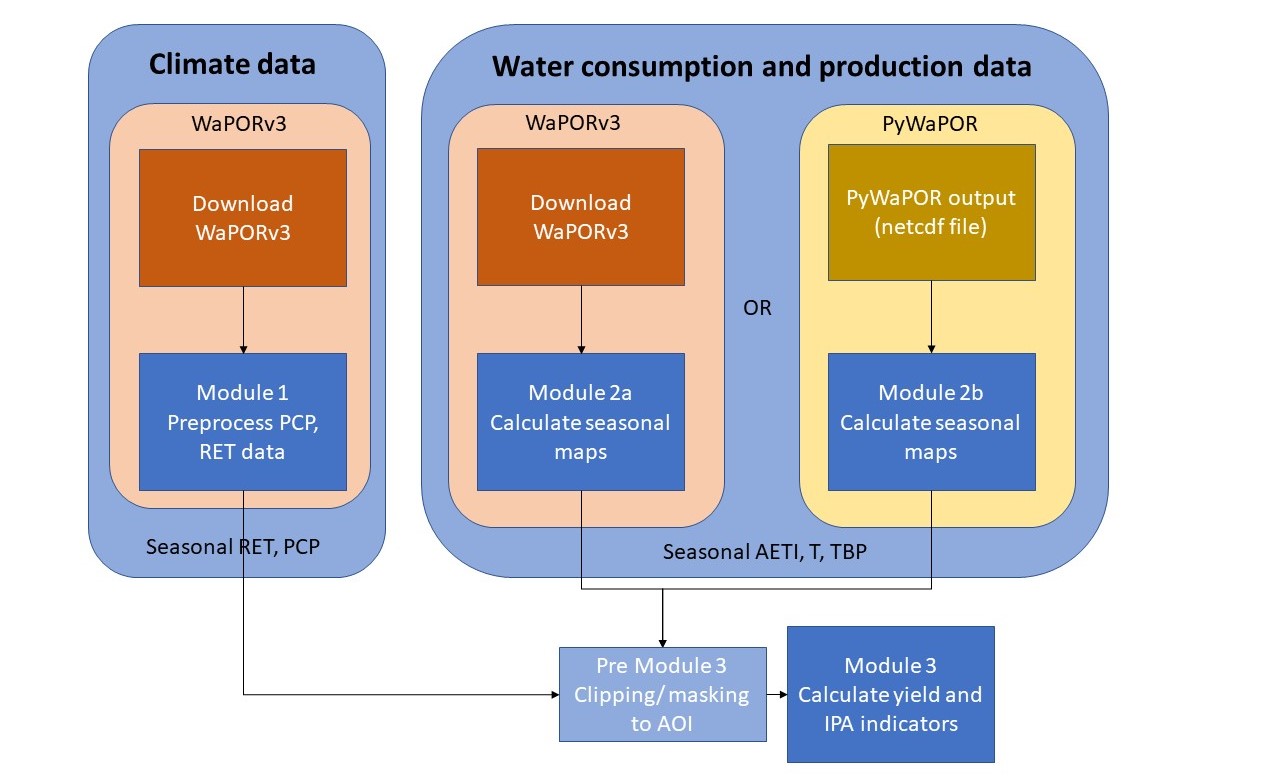 Climate data
WaPORv3
Download
WaPORv3
Module 1
Preprocess PCP,
RET data
Seasonal RET, PCP
Water consumption and production data
WaPORv3
Download
WaPORv3
Module 2a
Calculate seasonal
maps
OR
PyWaPOR
PyWaPOR output
(netcdf file)
Module 2b
Calculate seasonal
maps
Seasonal AETI, T, TBP
Pre Module 3
Clipping/masking
to AOI
Module 3
Calculate yield and
IPA indicators